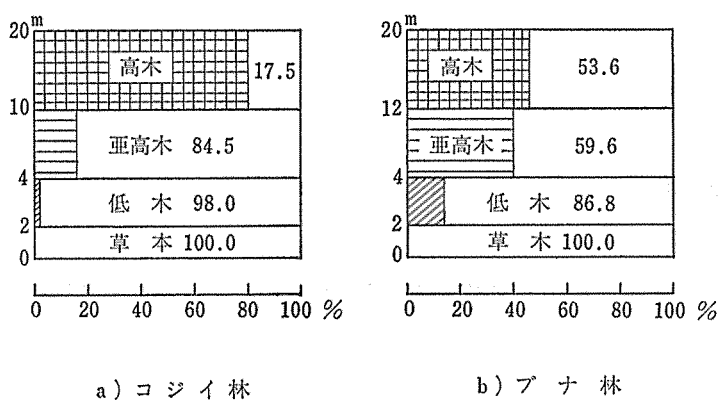 20 m
高木 17.5
10
亜高木 84.5
4
低木 98.0
2
草本 100.0
0
0 20 40 60 80 100 %
a) コジイ林
20 m
高木 53.6
12
亜高木 59.6
4
低木 86.8
2
草木 100.0
0
0 20 40 60 80 100 %
b) ブナ林